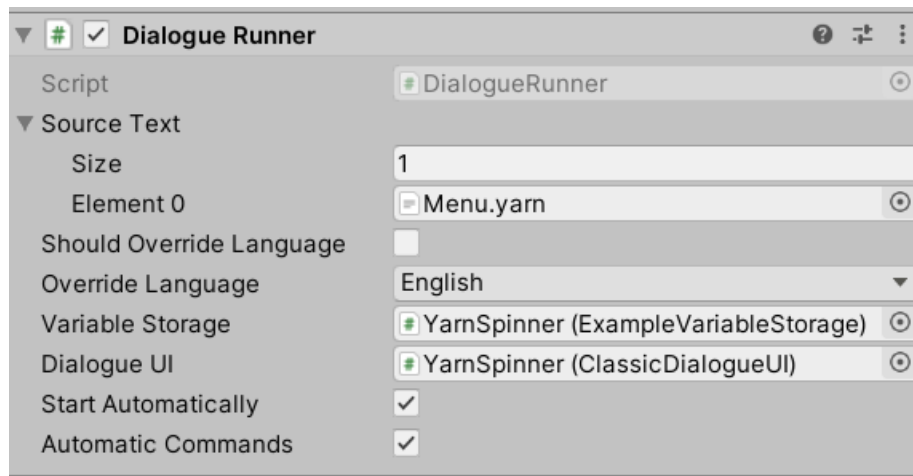 Dialogue Runner
Script DialogueRunner
Source Text
Size 1
Element 0 Menu.yarn
Should Override Language
Override Language English
Variable Storage YarnSpinner (ExampleVariableStorage)
Dialogue UI YarnSpinner (ClassicDialogueUI)
Start Automatically
Automatic Commands